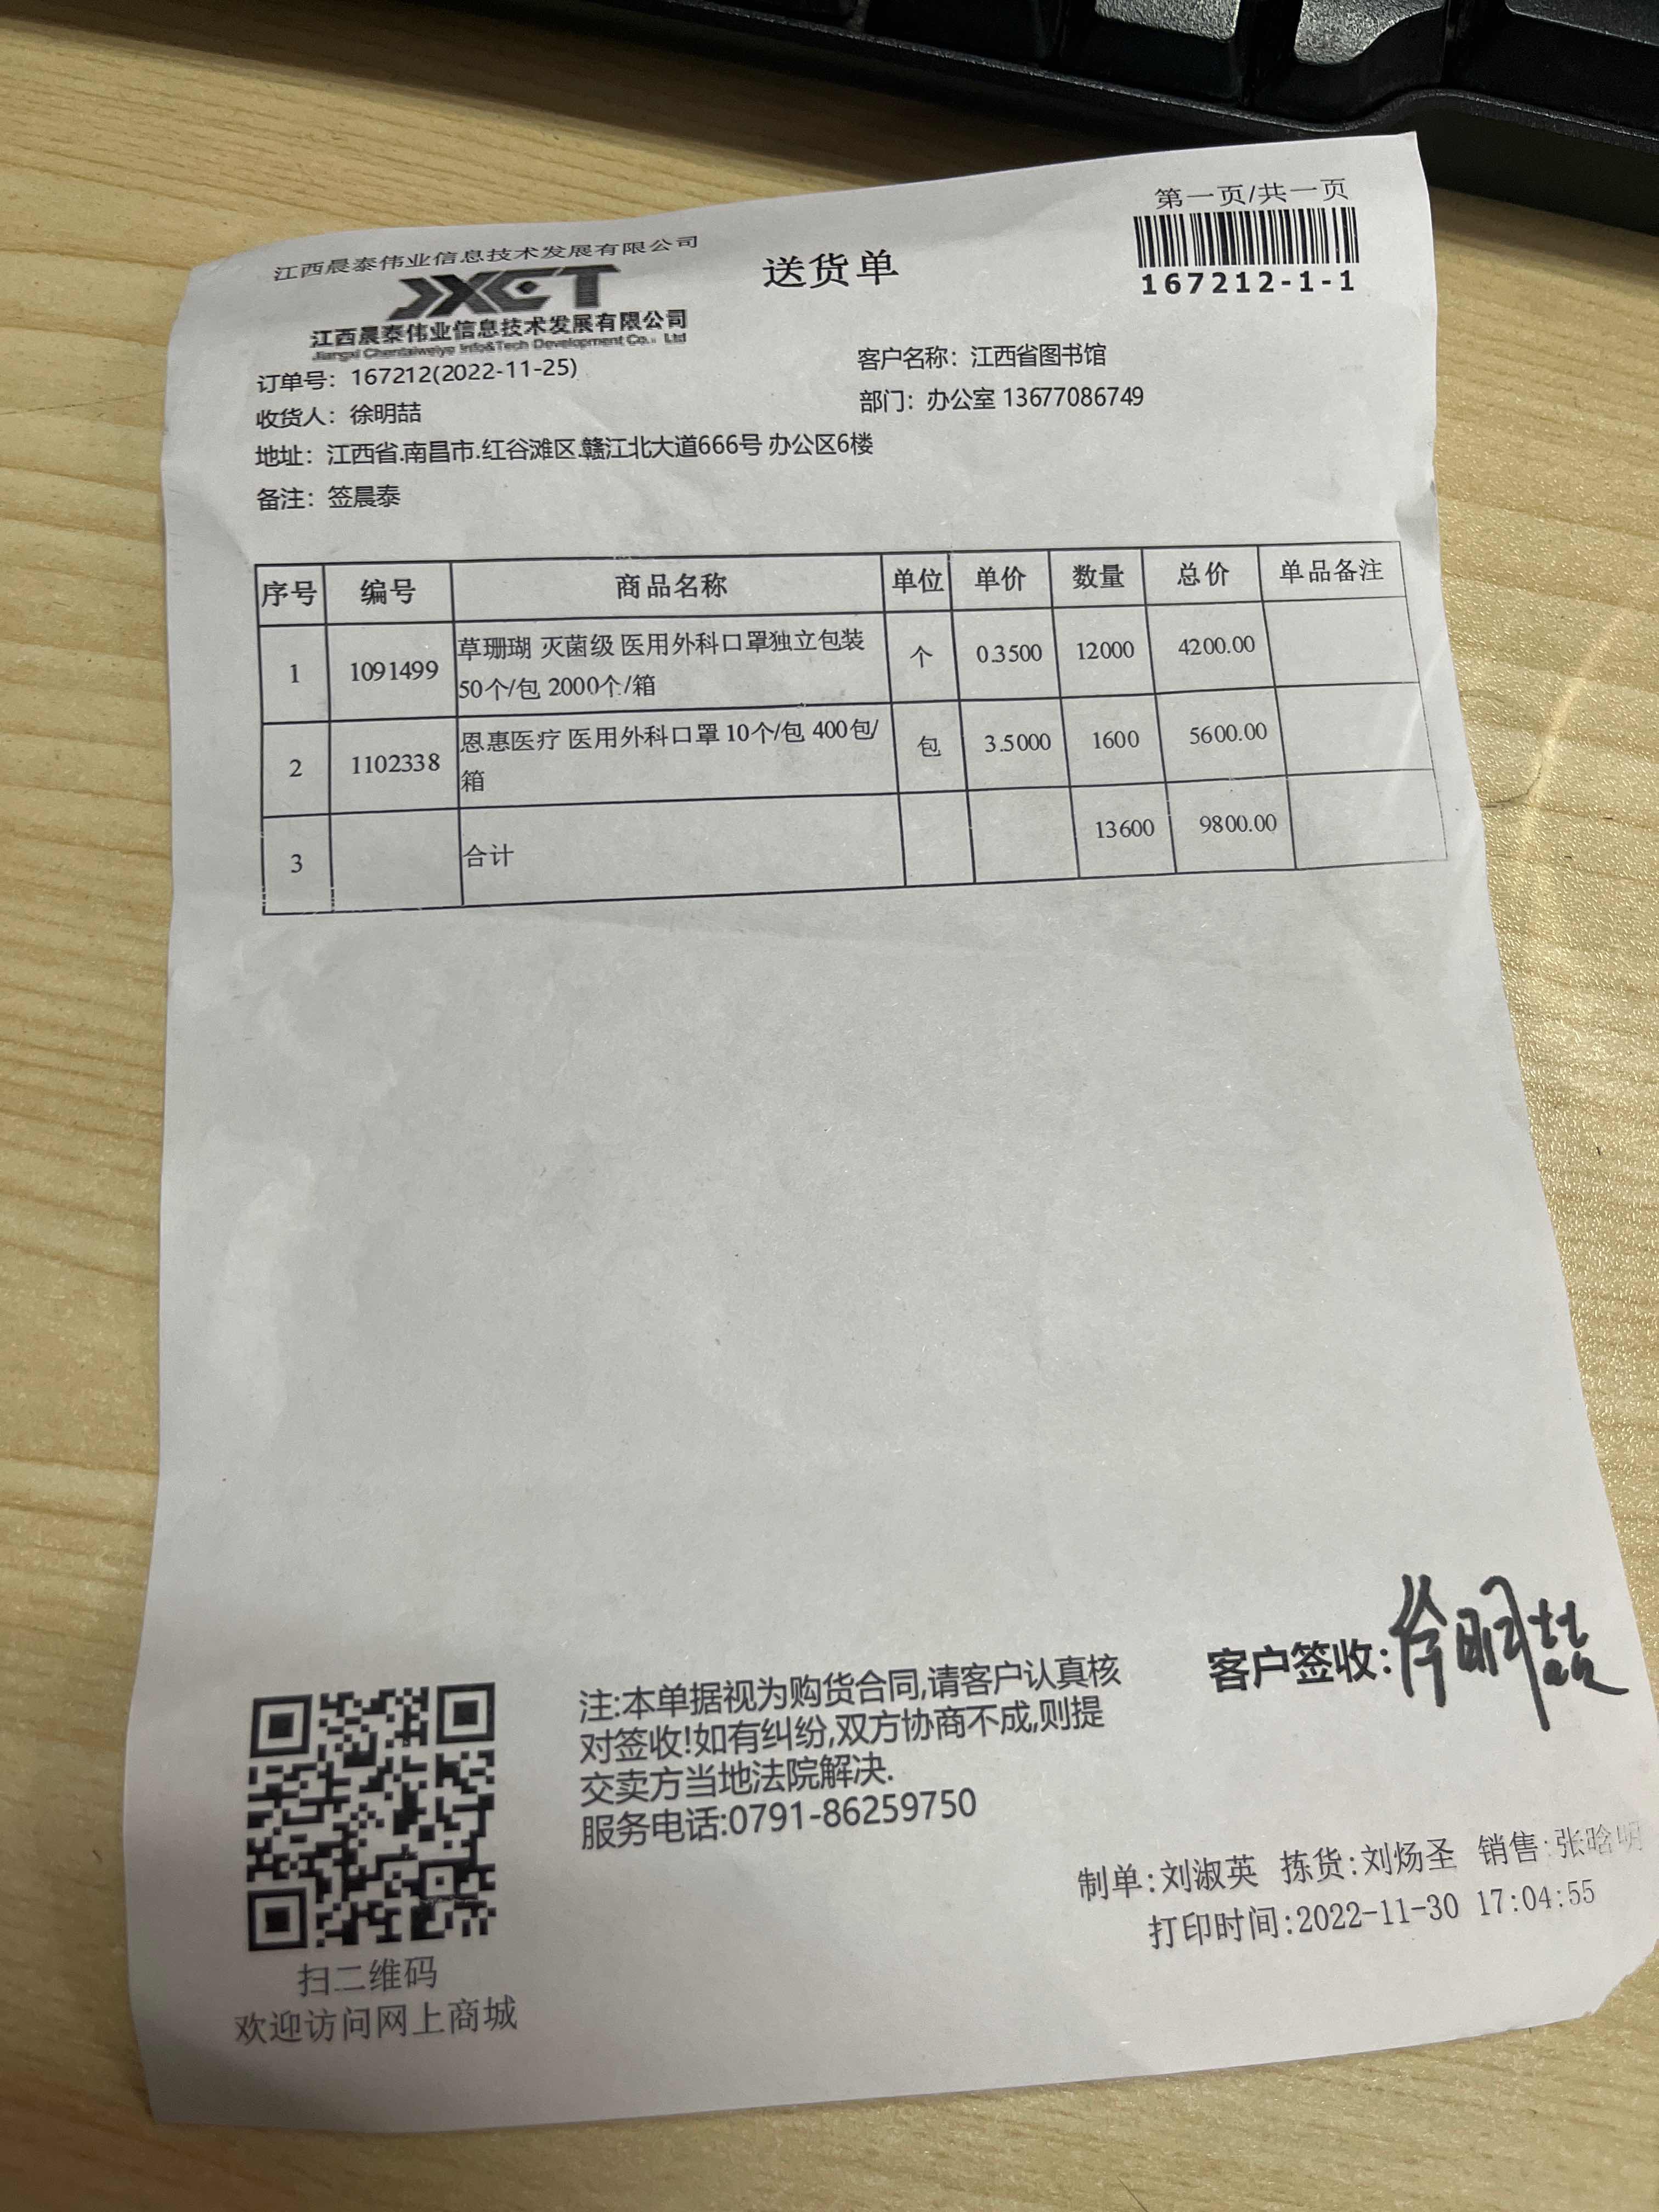 第一页/共一页
江西晨泰伟业信息技术发展有限公司
送货单
JXCT
167212-1-1
江西晨泰伟业信息技术发展有限公司
Jiangxi Chentaiweiye Info&Tech Development Co., Ltd
订单号：167212(2022-11-25)
客户名称：江西省图书馆
收货人：徐明喆
部门：办公室 13677086749
地址：江西省.南昌市.红谷滩区.赣江北大道666号 办公区6楼
备注：签晨泰
序号 编号 商品名称 单位 单价 数量 总价 单品备注
1 1091499 草珊瑚 灭菌级 医用外科口罩独立包装 个 0.3500 12000 4200.00
50个/包 2000个/箱
2 1102338 恩惠医疗 医用外科口罩 10个/包 400包/ 包 3.5000 1600 5600.00
箱
3 合计 13600 9800.00
客户签收:徐明喆
注:本单据视为购货合同,请客户认真核
对签收!如有纠纷,双方协商不成,则提
交卖方当地法院解决.
服务电话:0791-86259750
制单:刘淑英 拣货:刘炀圣 销售:张晗明
打印时间:2022-11-30 17:04:55
扫二维码
欢迎访问网上商城